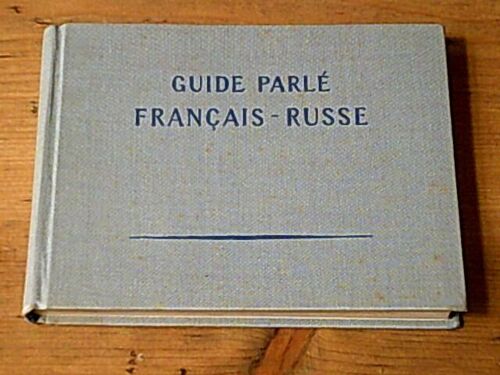 GUIDE PARLÉ
FRANÇAIS - RUSSE